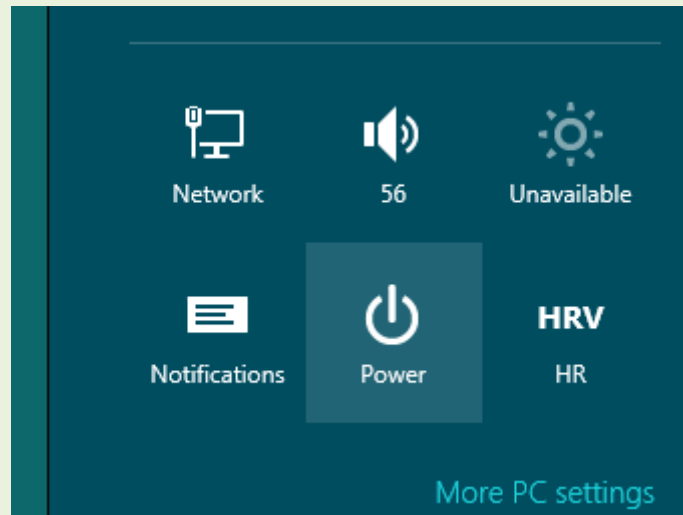 Network 56 Unavailable
HRV
Notifications Power HR
More PC settings